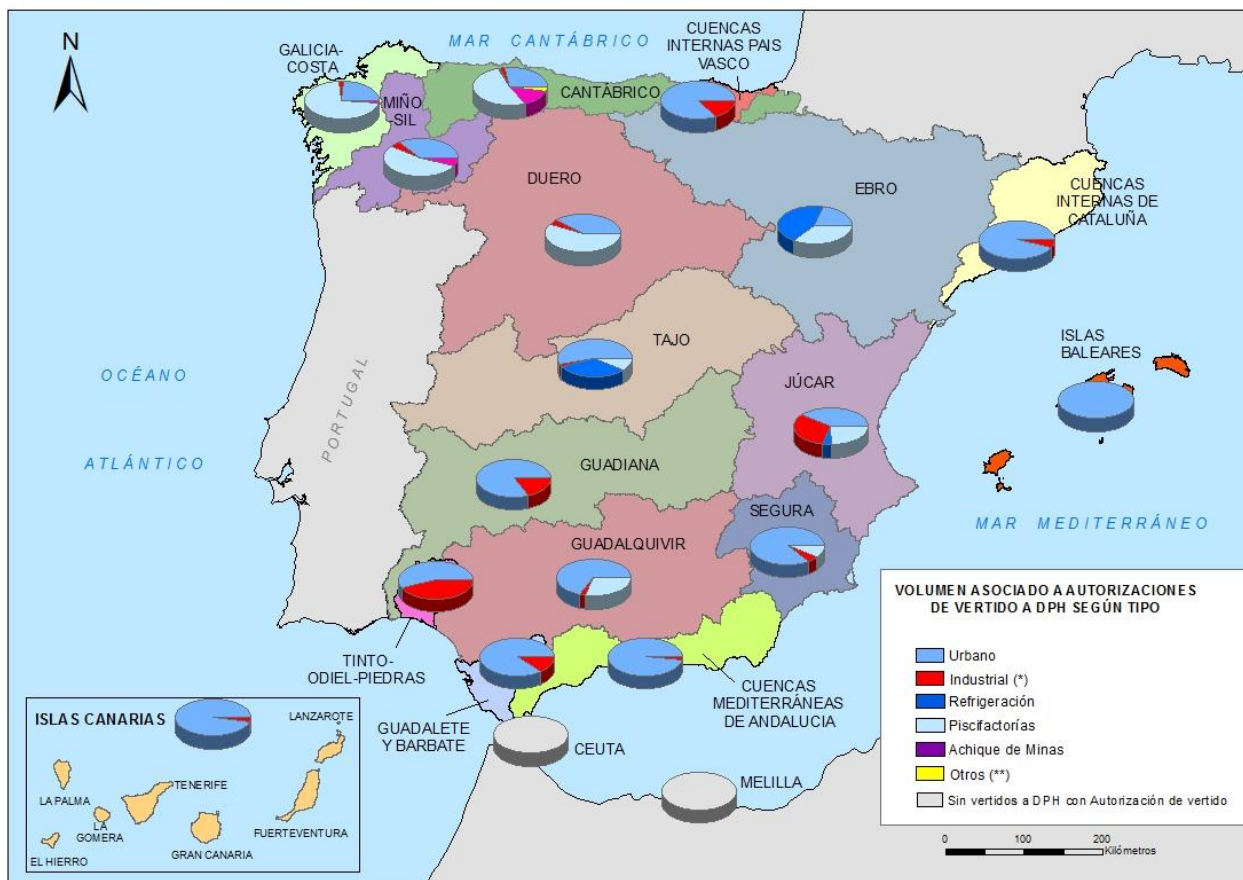 N
MAR CANTÁBRICO
GALICIA-
COSTA
CUENCAS
INTERNAS PAIS
VASCO
CANTÁBRICO
MIÑO
-SIL
DUERO
EBRO
CUENCAS
INTERNAS DE
CATALUÑA
TAJO
ISLAS
BALEARES
OCÉANO
ATLÁNTICO
PORTUGAL
JÚCAR
GUADIANA
SEGURA
MAR MEDITERRÁNEO
GUADALQUIVIR
TINTO-
ODIEL-PIEDRAS
GUADALETE
Y BARBATE
CUENCAS
MEDITERRÁNEAS
DE ANDALUCIA
CEUTA
MELILLA
ISLAS CANARIAS
LANZAROTE
LA PALMA
TENERIFE
LA
GOMERA
FUERTEVENTURA
EL HIERRO
GRAN CANARIA
VOLUMEN ASOCIADO A AUTORIZACIONES
DE VERTIDO A DPH SEGÚN TIPO
Urbano
Industrial (*)
Refrigeración
Piscifactorías
Achique de Minas
Otros (**)
Sin vertidos a DPH con Autorización de vertido
0 100 200
Kilómetros